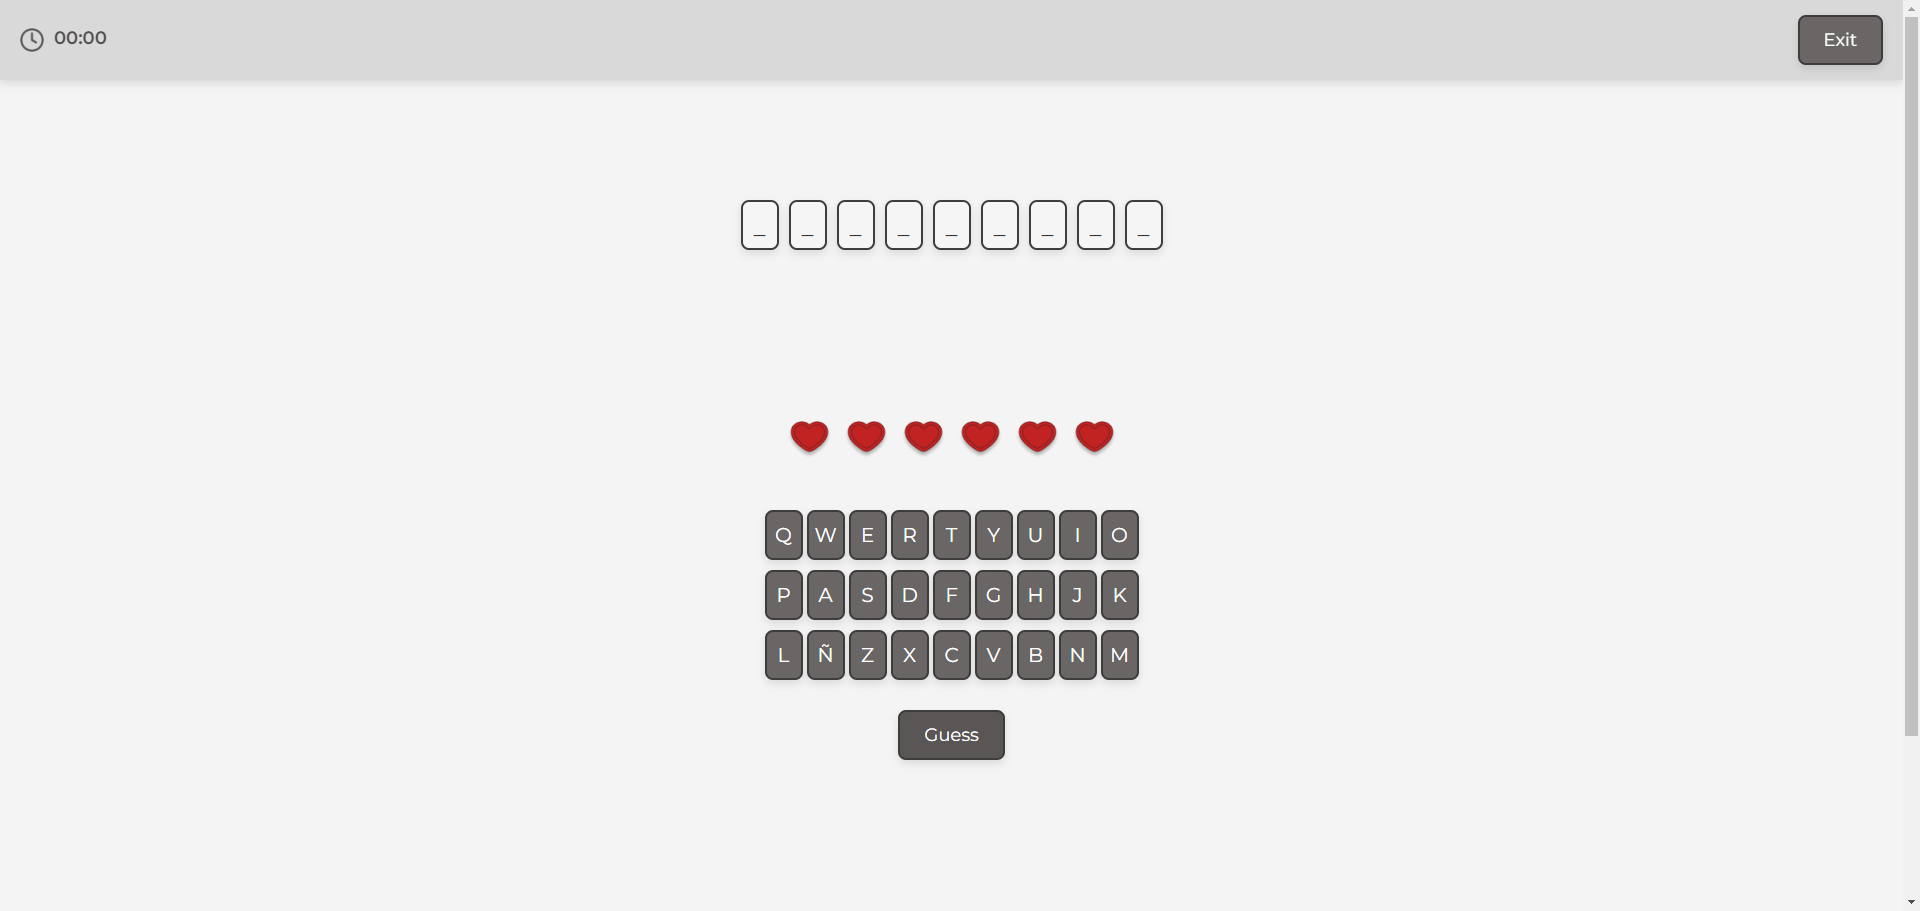 00:00
Exit
_ _ _ _ _ _ _ _ _
Q W E R T Y U I O
P A S D F G H J K
L Ñ Z X C V B N M
Guess